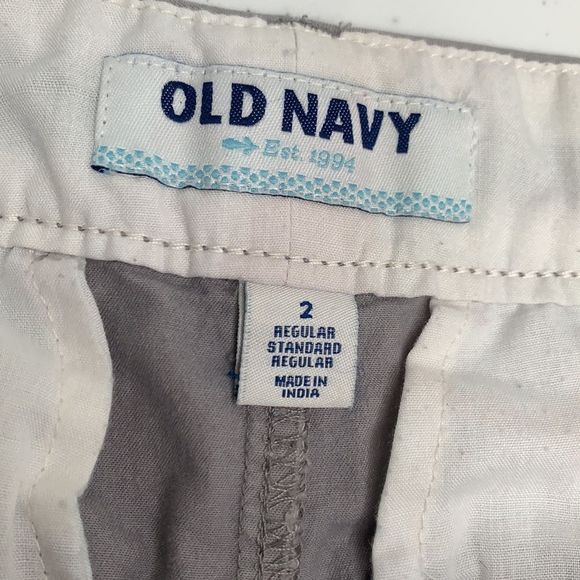 OLD NAVY
Est. 1994
2
REGULAR
STANDARD
REGULAR
MADE IN
INDIA